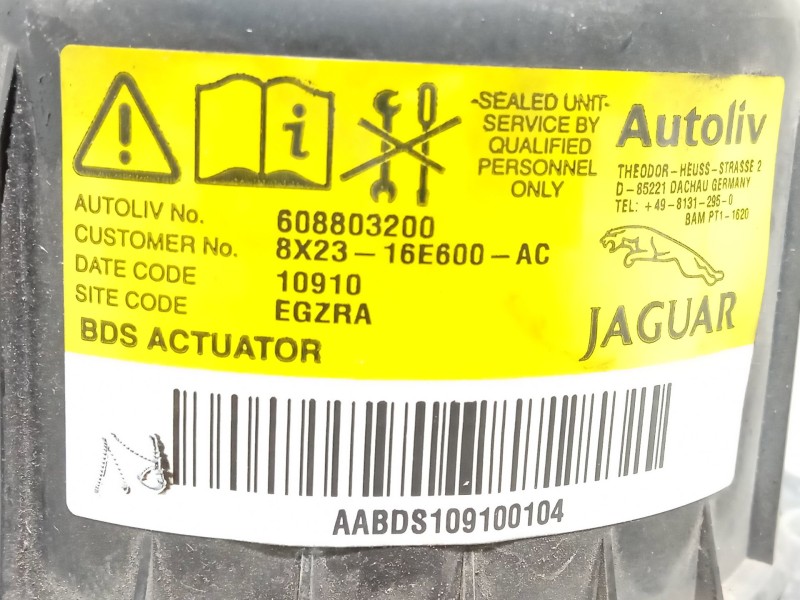 -SEALED UNIT-
SERVICE BY
QUALIFIED
PERSONNEL
ONLY
Autoliv
THEODOR-HEUSS-STRASSE 2
D-85221 DACHAU GERMANY
TEL: +49-8131-295-0
BAM PT1-1620
AUTOLIV No. 608803200
CUSTOMER No. 8X23-16E600-AC
DATE CODE 10910
SITE CODE EGZRA
BDS ACTUATOR
JAGUAR
AABDS109100104